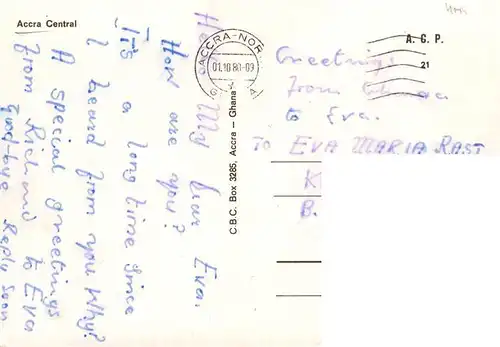 Accra Central
Hello My Dear Eva.
How are you?
It's a long time since
I heard from you Why?
A special greetings
from Richard to Eva
Good-bye Reply Soon
C.B.C. Box 3285, Accra – Ghana
ACCRA-NOR
01.10.80-09
A. G. P.
21
Greetings
from Ghana
to Eva.
TO EVA MARIA RAST
K
B.